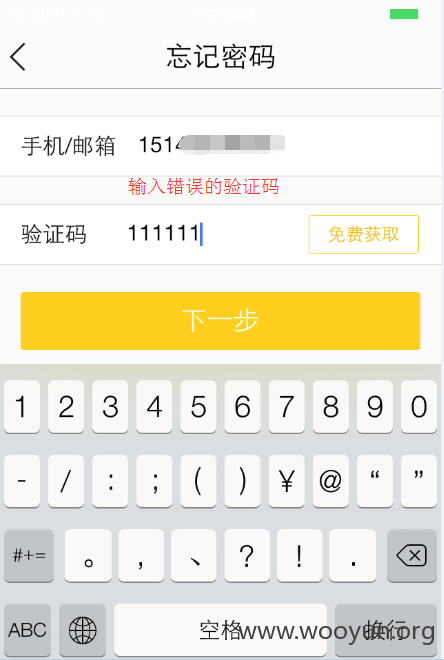 忘记密码
手机/邮箱 1514
输入错误的验证码
验证码 111111 免费获取
下一步
1 2 3 4 5 6 7 8 9 0
- / : ; ( ) ¥ @ “ ”
#+= 。 , 、 ? ! .
ABC 空格 换行
www.wooyun.org